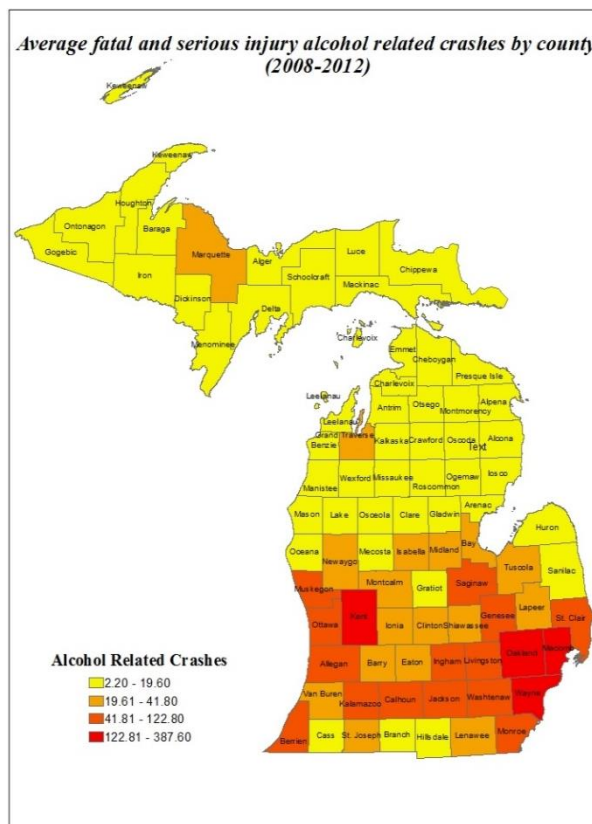 Average fatal and serious injury alcohol related crashes by county
(2008-2012)
Keweenaw
Keweenaw
Houghton
Ontonagon
Baraga
Gogebic
Marquette
Alger
Luce
Chippewa
Schoolcraft
Iron
Mackinac
Dickinson
Delta
Menominee
Charlevoix
Emmet
Cheboygan
Presque Isle
Charlevoix
Leelanau
Antrim
Otsego
Alpena
Montmorency
Leelanau
Grand Traverse
Benzie
Kalkaska
Crawford
Oscoda
Alcona
Text
Manistee
Wexford
Missaukee
Roscommon
Ogemaw
Iosco
Arenac
Mason
Lake
Osceola
Clare
Gladwin
Huron
Bay
Oceana
Newaygo
Mecosta
Isabella
Midland
Tuscola
Sanilac
Muskegon
Montcalm
Gratiot
Saginaw
Lapeer
St. Clair
Ottawa
Kent
Ionia
Clinton
Shiawassee
Genesee
Oakland
Macomb
Allegan
Barry
Eaton
Ingham
Livingston
Van Buren
Kalamazoo
Calhoun
Jackson
Washtenaw
Wayne
Berrien
Cass
St. Joseph
Branch
Hillsdale
Lenawee
Monroe
Alcohol Related Crashes
2.20 - 19.60
19.61 - 41.80
41.81 - 122.80
122.81 - 387.60